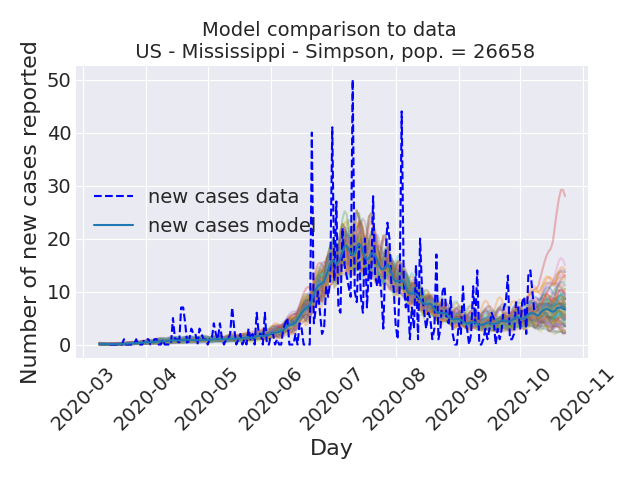 Model comparison to data
US - Mississippi - Simpson, pop. = 26658
Number of new cases reported
50
40
30
20
10
0
new cases data
new cases model
2020-03
2020-04
2020-05
2020-06
2020-07
2020-08
2020-09
2020-10
2020-11
Day